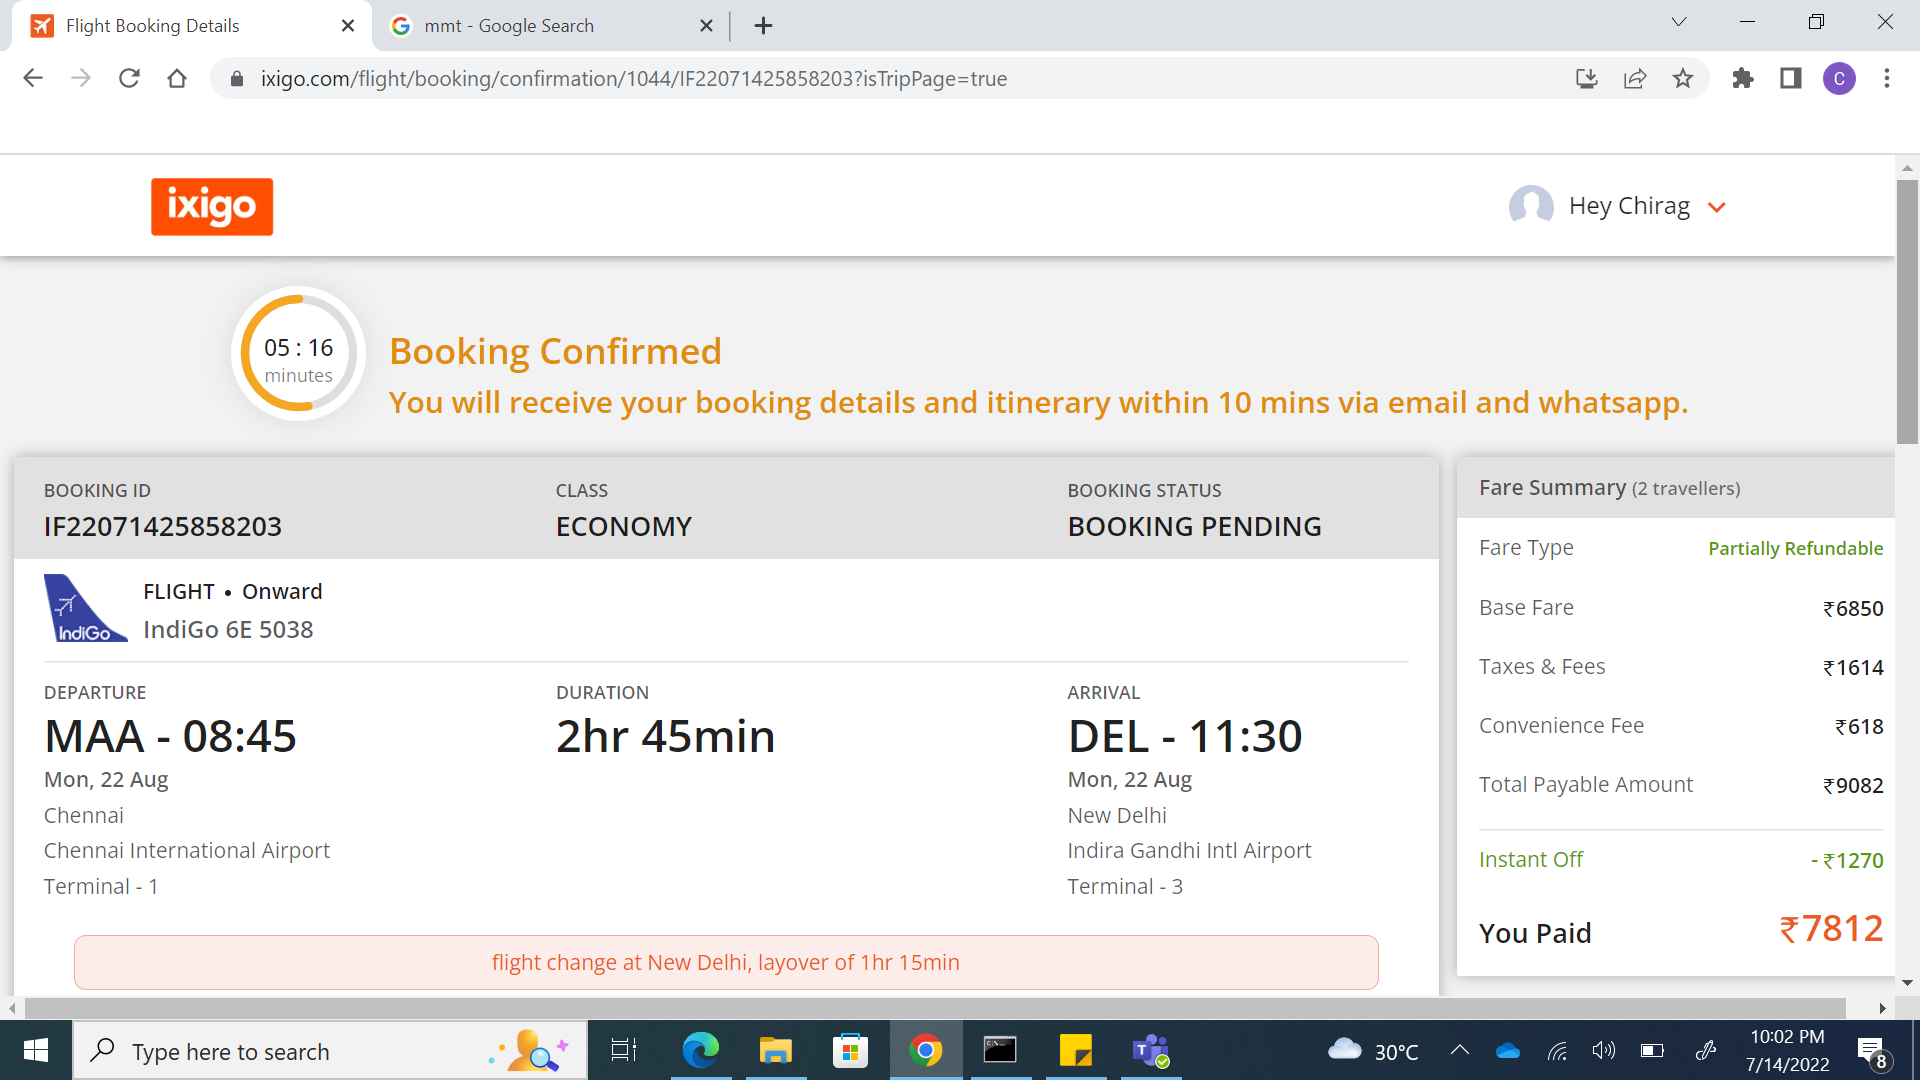 Flight Booking Details
mmt - Google Search
ixigo.com/flight/booking/confirmation/1044/IF22071425858203?isTripPage=true
C
ixigo
Hey Chirag
05 : 16
minutes
Booking Confirmed
You will receive your booking details and itinerary within 10 mins via email and whatsapp.
BOOKING ID
IF22071425858203
CLASS
ECONOMY
BOOKING STATUS
BOOKING PENDING
IndiGo
FLIGHT • Onward
IndiGo 6E 5038
DEPARTURE
MAA - 08:45
Mon, 22 Aug
Chennai
Chennai International Airport
Terminal - 1
DURATION
2hr 45min
ARRIVAL
DEL - 11:30
Mon, 22 Aug
New Delhi
Indira Gandhi Intl Airport
Terminal - 3
flight change at New Delhi, layover of 1hr 15min
Fare Summary (2 travellers)
Fare Type Partially Refundable
Base Fare ₹6850
Taxes & Fees ₹1614
Convenience Fee ₹618
Total Payable Amount ₹9082
Instant Off - ₹1270
You Paid ₹7812
Type here to search
30°C
10:02 PM
7/14/2022
8